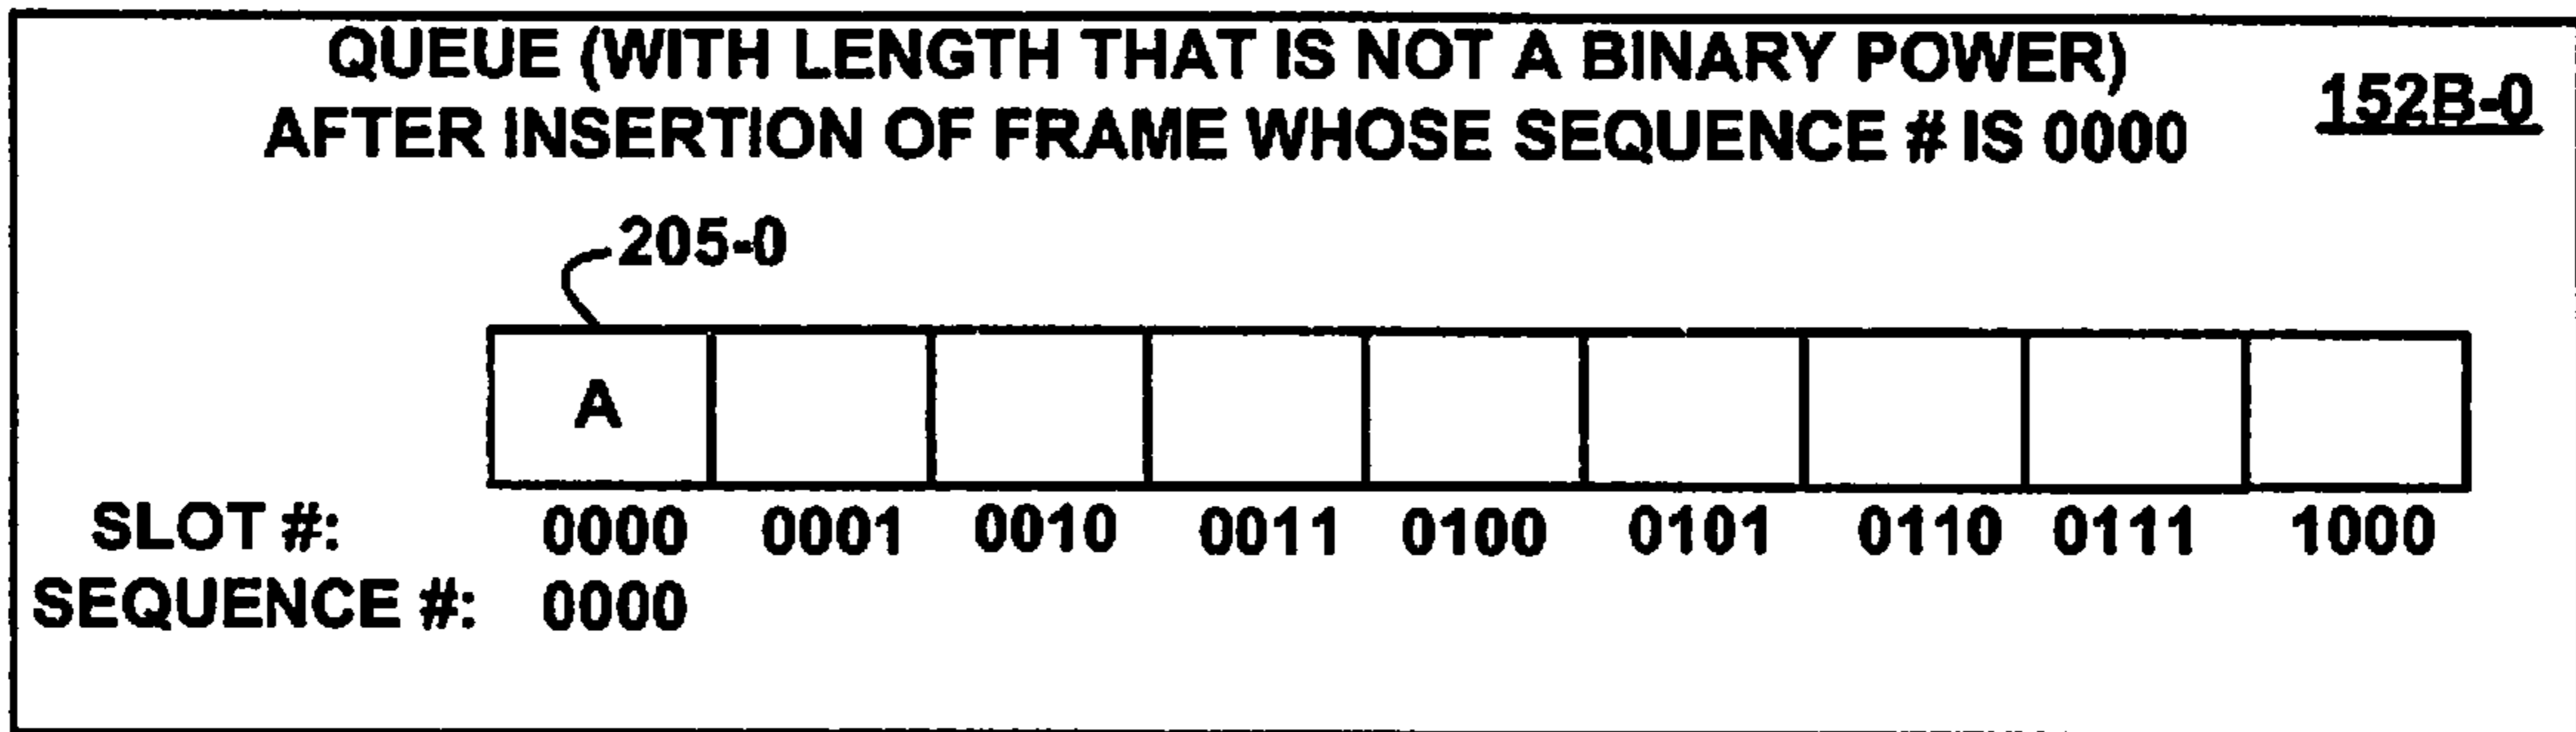 QUEUE (WITH LENGTH THAT IS NOT A BINARY POWER)
AFTER INSERTION OF FRAME WHOSE SEQUENCE # IS 0000
152B-0
205-0
A
SLOT #: 0000 0001 0010 0011 0100 0101 0110 0111 1000
SEQUENCE #: 0000